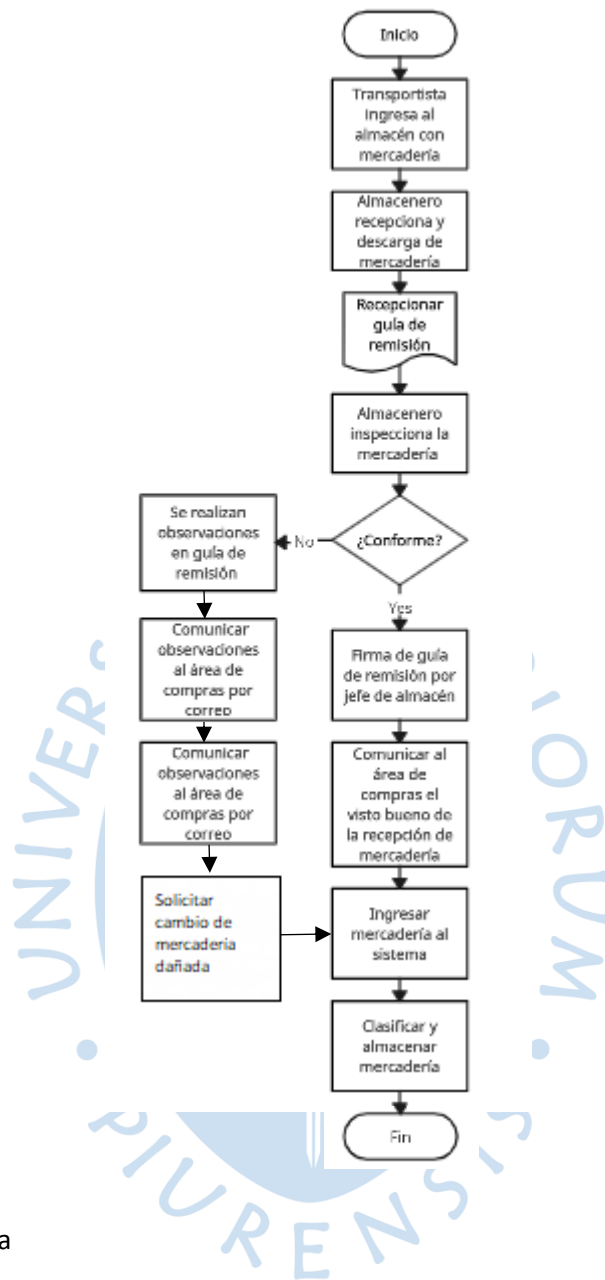 Inicio
Transportista
ingresa al
almacén con
mercadería
Almacenero
recepciona y
descarga de
mercadería
Recepcionar
guía de
remisión
Almacenero
inspecciona la
mercadería
¿Conforme?
No
Se realizan
observaciones
en guía de
remisión
Comunicar
observaciones
al área de
compras por
correo
Comunicar
observaciones
al área de
compras por
correo
Solicitar
cambio de
mercaderia
dañada
Yes
Firma de guía
de remisión por
jefe de almacén
Comunicar al
área de
compras el
visto bueno de
la recepción de
mercadería
Ingresar
mercadería al
sistema
Clasificar y
almacenar
mercadería
Fin
a
UNIVERS
ORUM
PIURENSIS